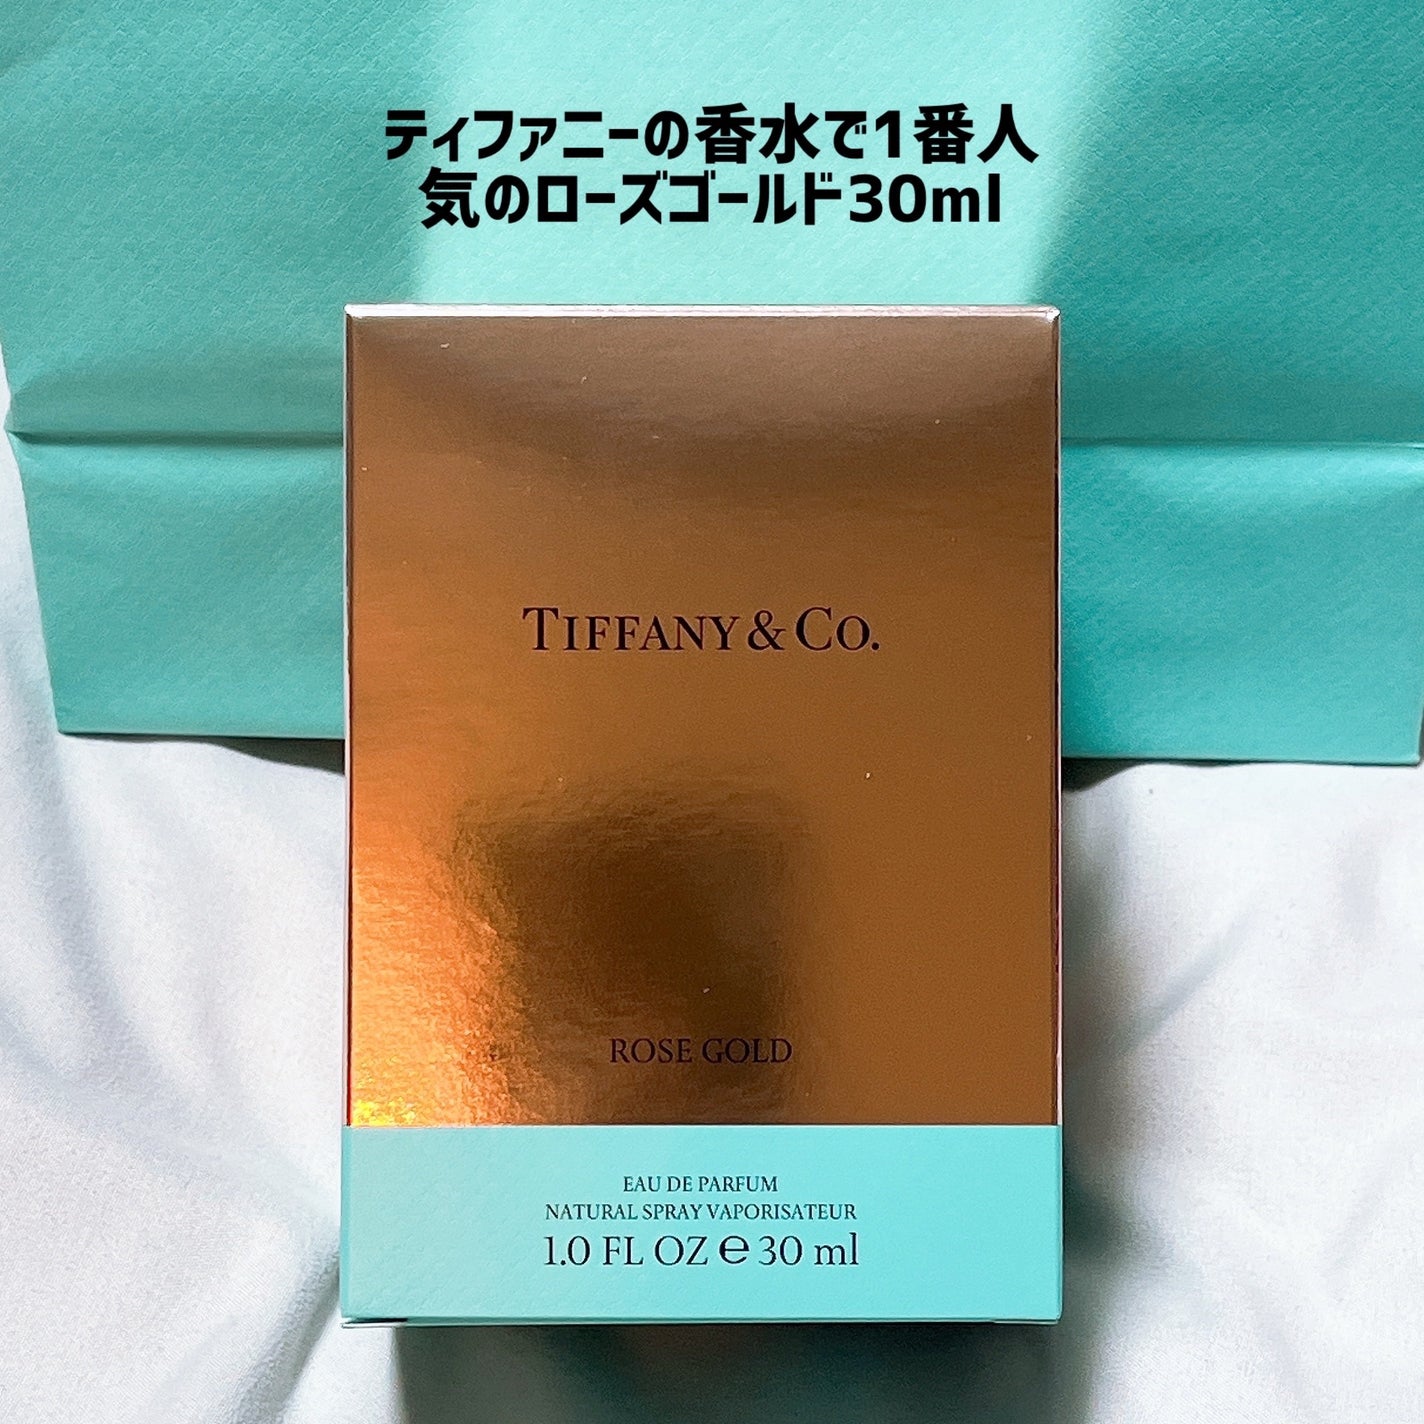 ティファニーの香水で1番人
気のローズゴールド30ml
TIFFANY & CO.
ROSE GOLD
EAU DE PARFUM
NATURAL SPRAY VAPORISATEUR
1.0 FL OZ ℮ 30 ml